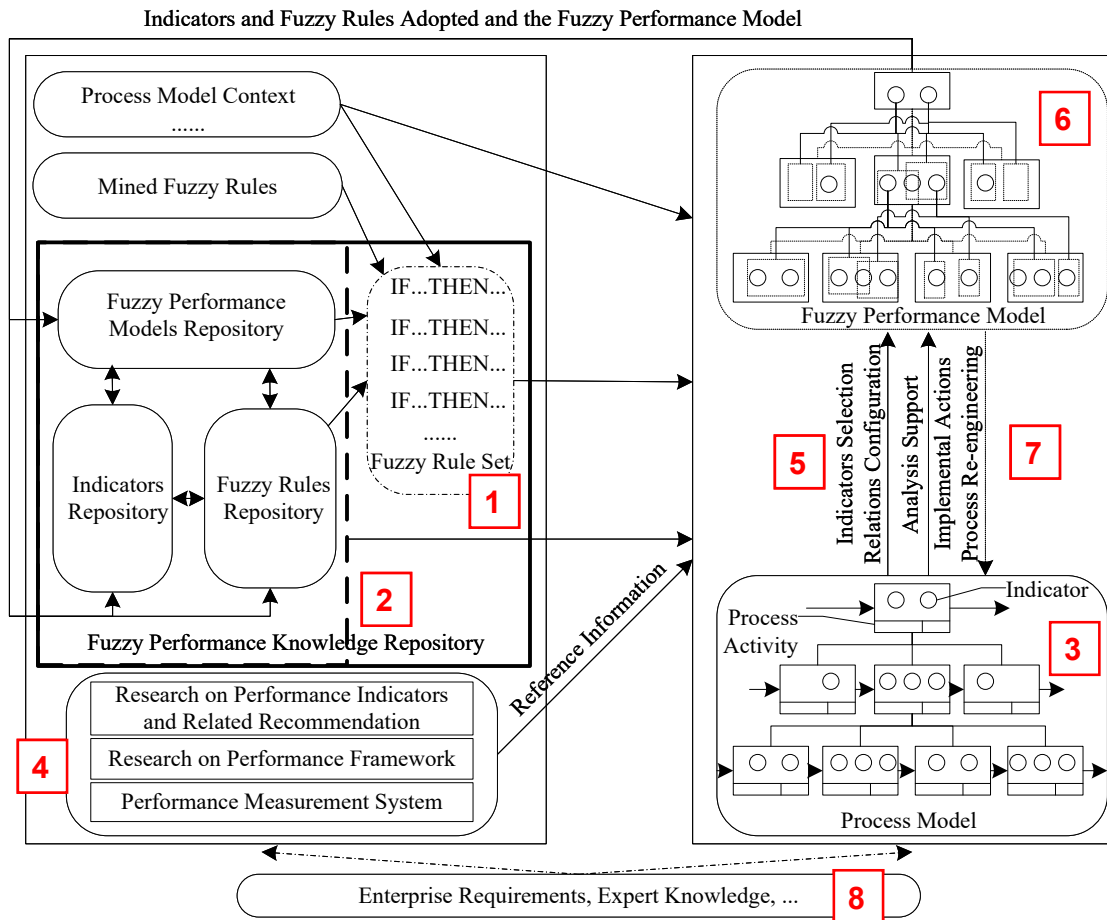 Indicators and Fuzzy Rules Adopted and the Fuzzy Performance Model
Process Model Context
......
Mined Fuzzy Rules
Fuzzy Performance
Models Repository
Indicators
Repository
Fuzzy Rules
Repository
IF...THEN...
IF...THEN...
IF...THEN...
IF...THEN...
......
Fuzzy Rule Set
1
2
Fuzzy Performance Knowledge Repository
Research on Performance Indicators
and Related Recommendation
Research on Performance Framework
Performance Measurement System
4
Reference Information
6
Fuzzy Performance Model
5
Indicators Selection
Relations Configuration
Analysis Support
Implemental Actions
Process Re-engineering
7
Indicator
Process
Activity
3
Process Model
Enterprise Requirements, Expert Knowledge, ...
8